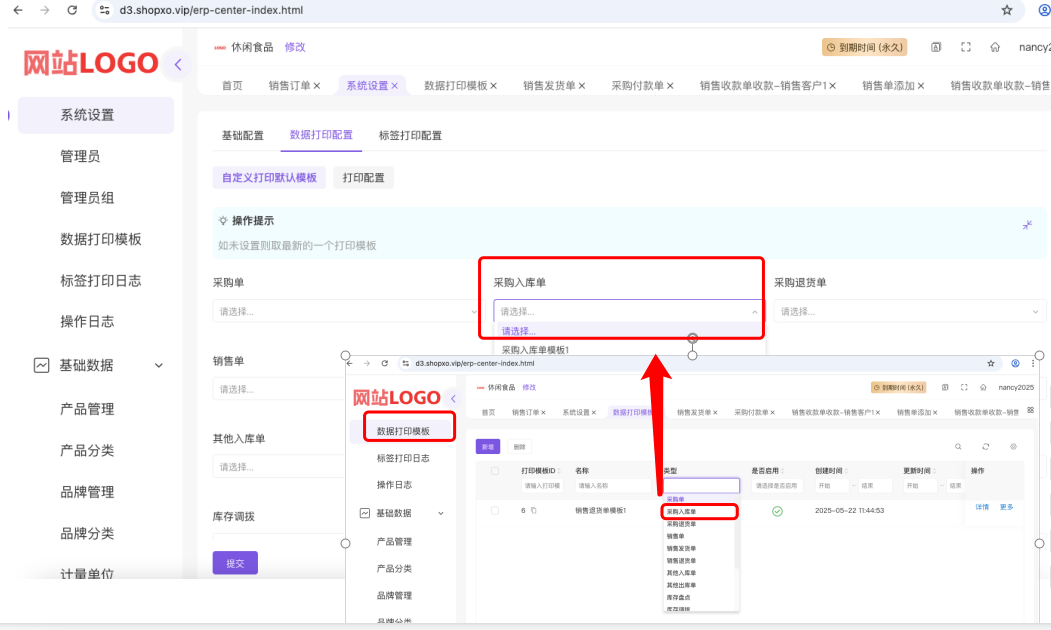 d3.shopxo.vip/erp-center-index.html
网站LOGO
休闲食品 修改
到期时间 (永久)
nancy2
首页 销售订单 系统设置 数据打印模板 销售发货单 采购付款单 销售收款单收款-销售客户1 销售单添加 销售收款单收款-销售
系统设置
管理员
管理员组
数据打印模板
标签打印日志
操作日志
基础数据
产品管理
产品分类
品牌管理
品牌分类
计量单位
基础配置 数据打印配置 标签打印配置
自定义打印默认模板 打印配置
操作提示
如未设置则取最新的一个打印模板
采购单 采购入库单 采购退货单
请选择... 请选择... 请选择...
请选择...
采购入库单模板1
销售单
请选择...
其他入库单
请选择...
库存调拨
提交
d3.shopxo.vip/erp-center-index.html
网站LOGO
休闲食品 修改
到期时间 (永久)
nancy2025
首页 销售订单 系统设置 数据打印模板 销售发货单 采购付款单 销售收款单收款-销售客户1 销售单添加 销售收款单收款-销售
数据打印模板
标签打印日志
操作日志
基础数据
产品管理
产品分类
品牌管理
品牌分类
新增 删除
打印模板ID 名称 类型 是否启用 创建时间 更新时间 操作
请输入打印模 请输入名称 请选择是否启用 开始 - 结束 开始 - 结束
6 销售退货单模板1 2025-05-22 11:44:53 详情 更多
采购单
采购入库单
采购退货单
销售单
销售发货单
销售退货单
其他入库单
其他出库单
库存盘点
库存调拨